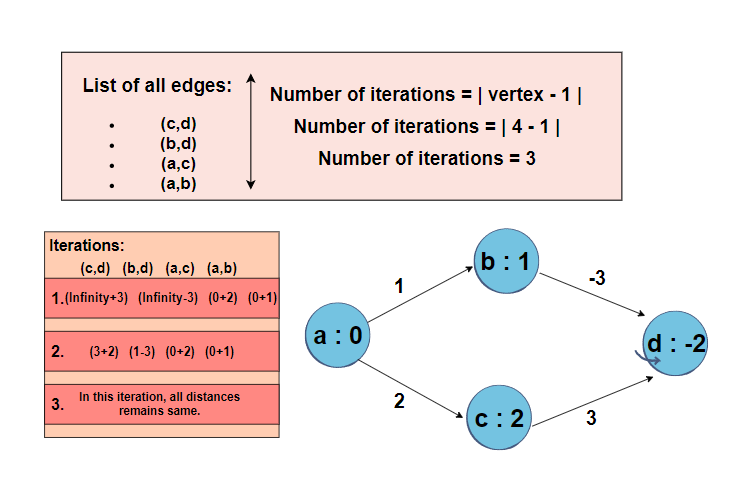 List of all edges:
• (c,d)
• (b,d)
• (a,c)
• (a,b)
Number of iterations = | vertex - 1 |
Number of iterations = | 4 - 1 |
Number of iterations = 3
Iterations:
(c,d) (b,d) (a,c) (a,b)
1.(Infinity+3) (Infinity-3) (0+2) (0+1)
2. (3+2) (1-3) (0+2) (0+1)
3. In this iteration, all distances
remains same.
b : 1
1
-3
a : 0
d : -2
2
c : 2
3